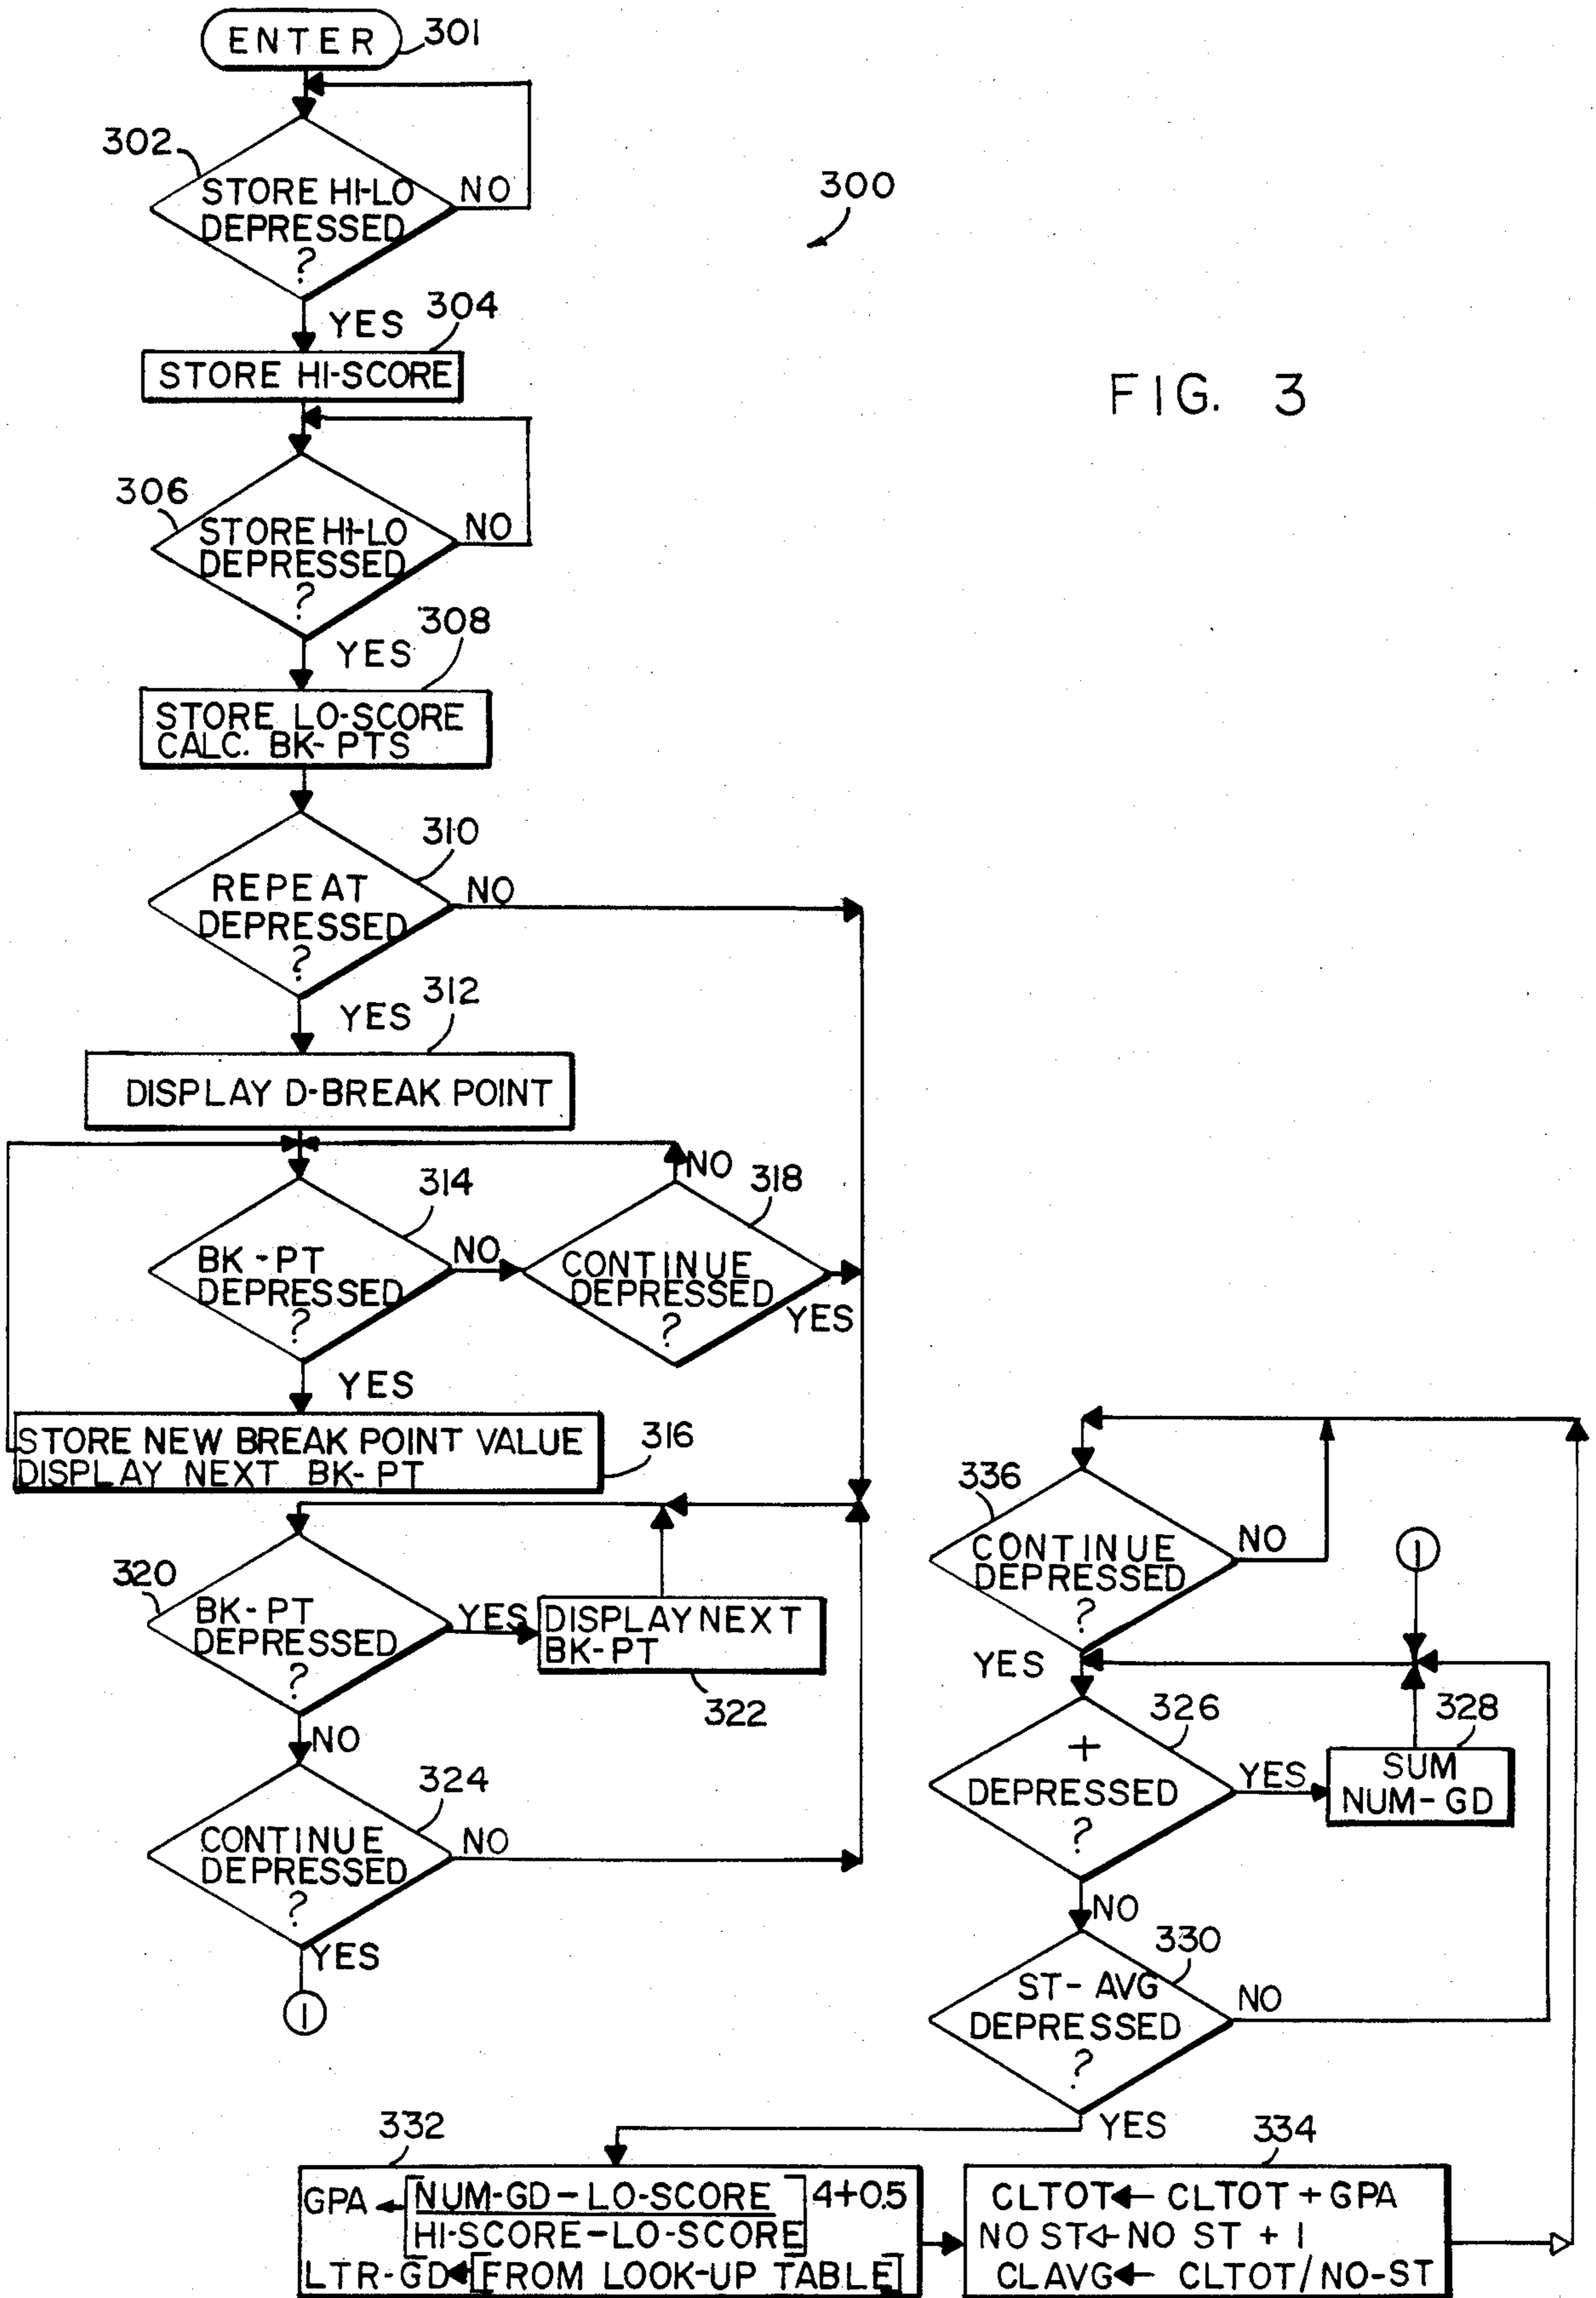 ENTER 301
302
STORE HI-LO
DEPRESSED
?
NO
YES
300
304
STORE HI-SCORE
FIG. 3
306
STORE HI-LO
DEPRESSED
?
NO
YES
308
STORE LO-SCORE
CALC. BK-PTS
310
REPEAT
DEPRESSED
?
NO
YES
312
DISPLAY D-BREAK POINT
314
BK-PT
DEPRESSED
?
NO
YES
318
CONTINUE
DEPRESSED
?
NO
YES
STORE NEW BREAK POINT VALUE
DISPLAY NEXT BK-PT
316
320
BK-PT
DEPRESSED
?
YES
NO
DISPLAY NEXT
BK-PT
322
324
CONTINUE
DEPRESSED
?
NO
YES
1
336
CONTINUE
DEPRESSED
?
NO
YES
1
326
+
DEPRESSED
?
YES
NO
328
SUM
NUM-GD
330
ST-AVG
DEPRESSED
?
NO
YES
332
GPA ← [NUM-GD-LO-SCORE
HI-SCORE-LO-SCORE] 4+0.5
LTR-GD ← [FROM LOOK-UP TABLE]
334
CLTOT ← CLTOT + GPA
NO ST ← NO ST + 1
CLAVG ← CLTOT/NO-ST